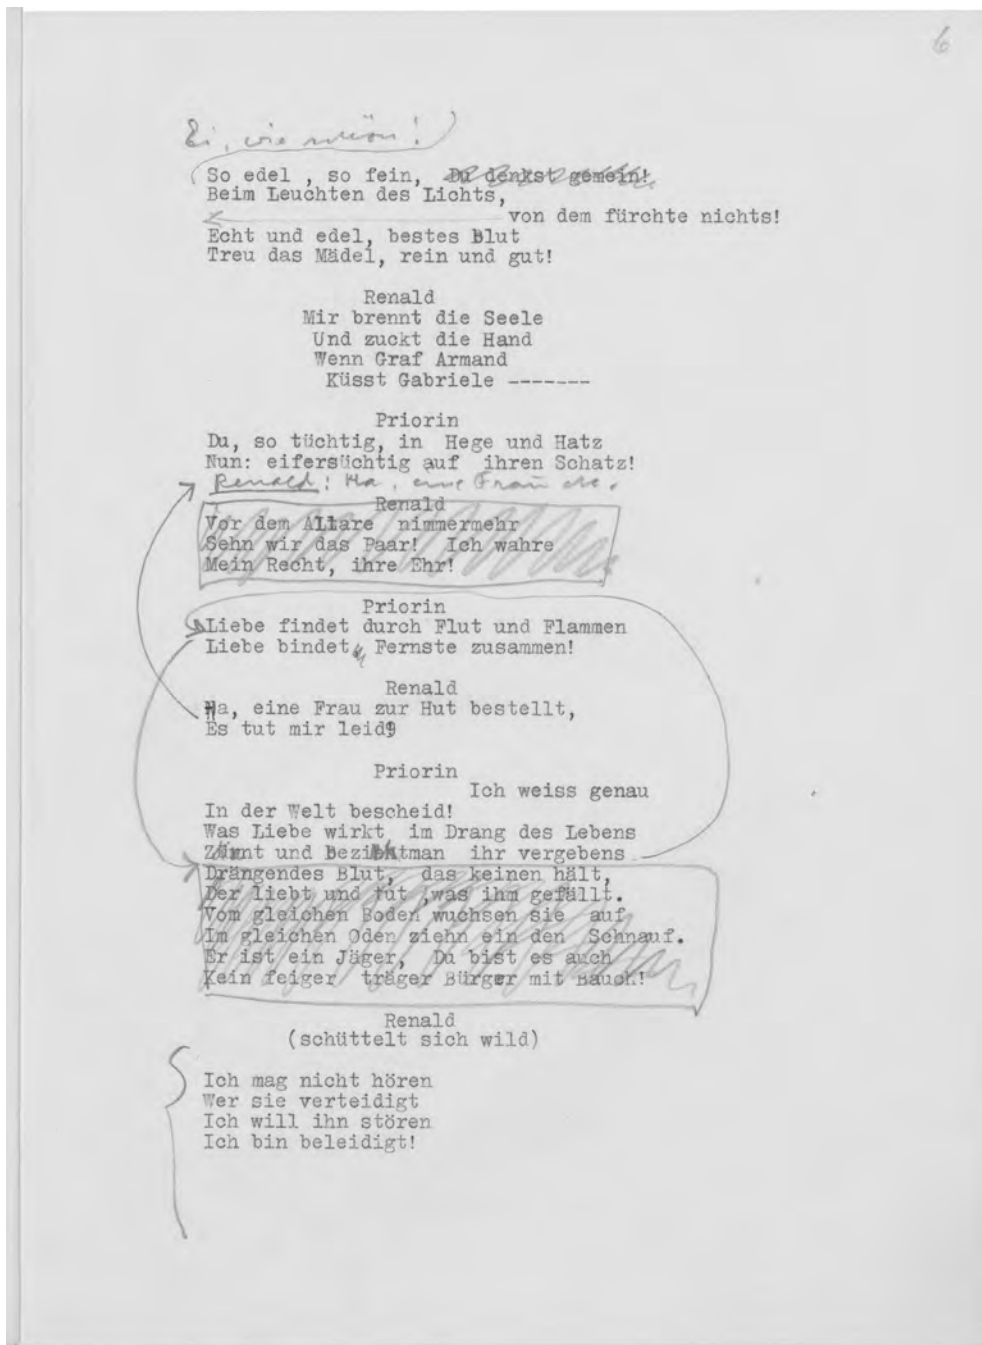 6
Ei, wie schön!
So edel , so fein, Du denkst gemein!
Beim Leuchten des Lichts,
von dem fürchte nichts!
Echt und edel, bestes Blut
Treu das Mädel, rein und gut!
Renald
Mir brennt die Seele
Und zuckt die Hand
Wenn Graf Armand
Küsst Gabriele -------
Priorin
Du, so tüchtig, in Hege und Hatz
Nun: eifersüchtig auf ihren Schatz!
Renald: Ha, eine Frau etc.
Renald
Vor dem Altare nimmermehr
Sehn wir das Paar! Ich wahre
Mein Recht, ihre Ehr!
Priorin
Liebe findet durch Flut und Flammen
Liebe bindet Fernste zusammen!
Renald
Ha, eine Frau zur Hut bestellt,
Es tut mir leid
Priorin
Ich weiss genau
In der Welt bescheid!
Was Liebe wirkt im Drang des Lebens
Zürnt und Bezicht man ihr vergebens
Drängendes Blut, das keinen hält,
Der liebt und tut ,was ihm gefällt.
Vom gleichen Boden wuchsen sie auf
Im gleichen Oden ziehn ein den Schnauf.
Er ist ein Jäger, Du bist es auch
Kein feiger träger Bürger mit Bauch!
Renald
(schüttelt sich wild)
Ich mag nicht hören
Wer sie verteidigt
Ich will ihn stören
Ich bin beleidigt!